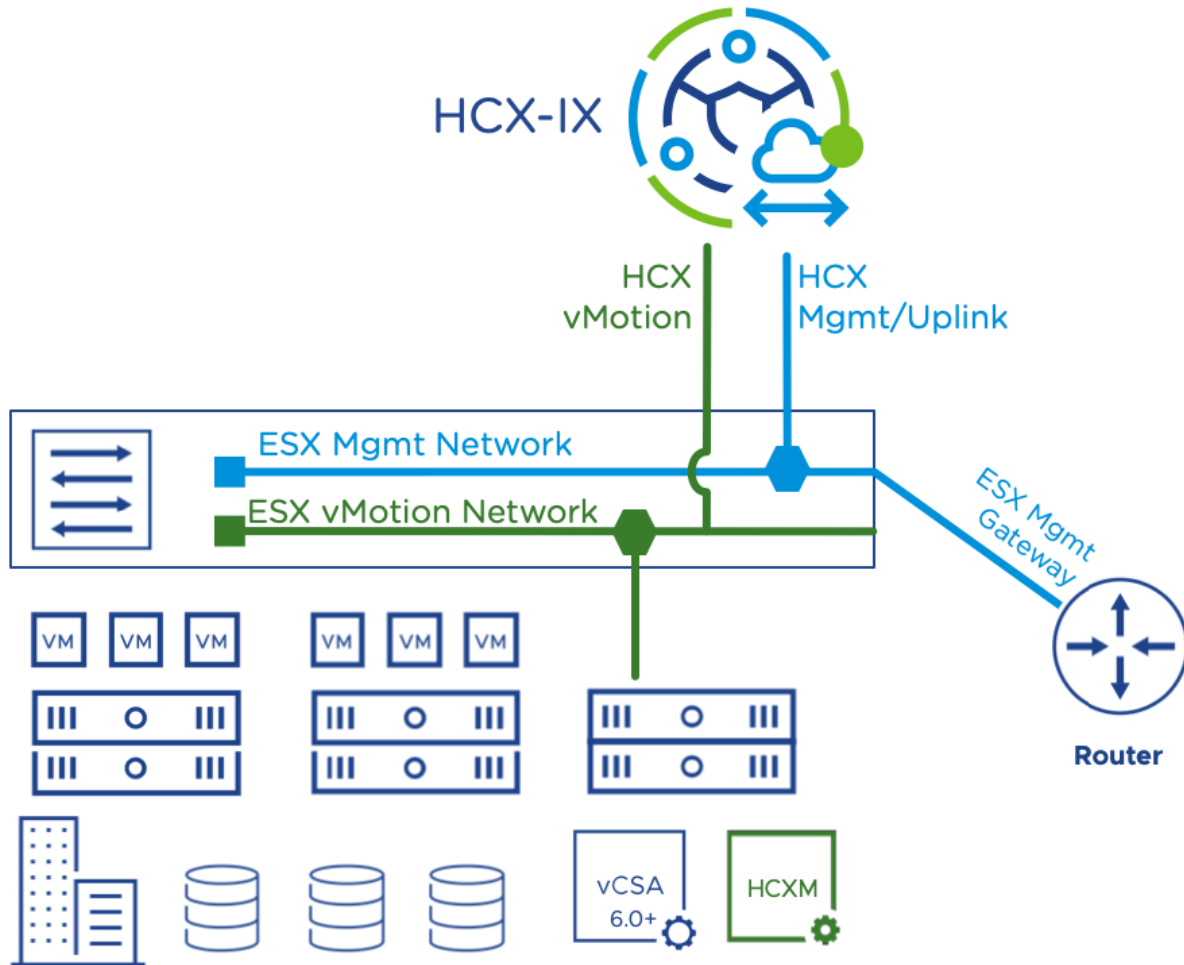 HCX-IX
HCX
vMotion
HCX
Mgmt/Uplink
ESX Mgmt Network
ESX vMotion Network
ESX Mgmt
Gateway
VM VM VM VM VM VM
Router
vCSA
6.0+
HCXM